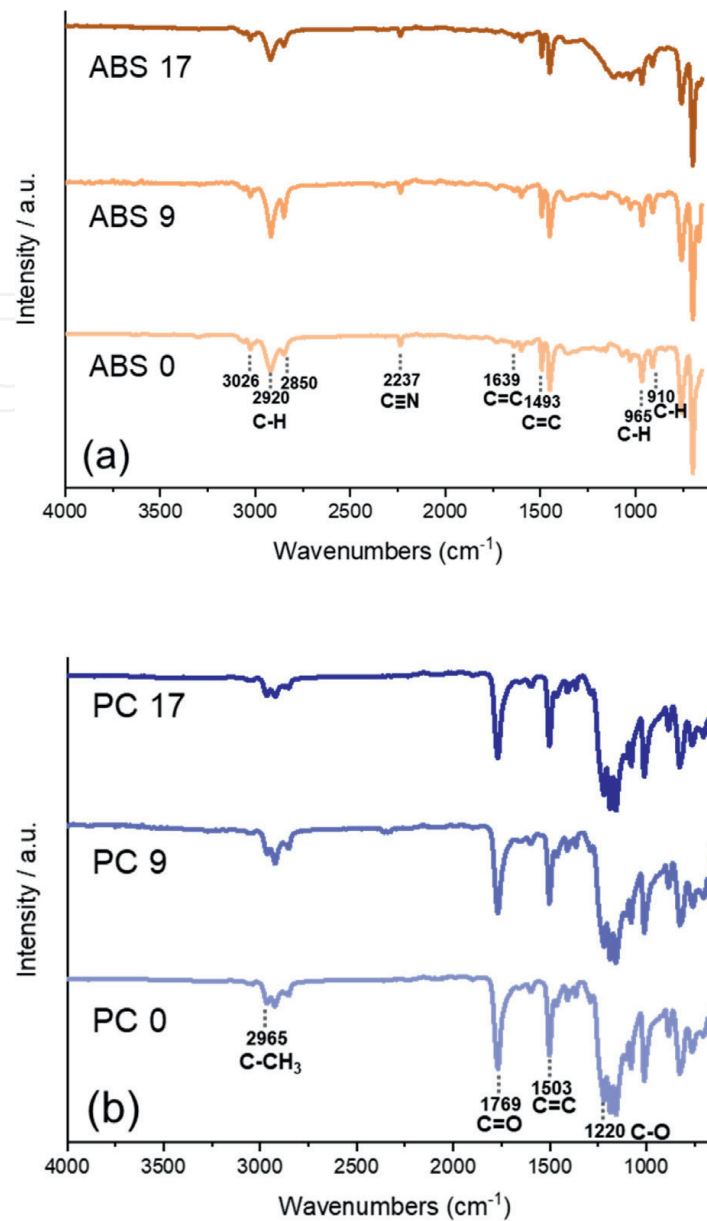 Intensity / a.u.
ABS 17
ABS 9
ABS 0
3026
2920
2850
C-H
2237
C≡N
1639
C=C
1493
C=C
965
C-H
910
C-H
(a)
4000 3500 3000 2500 2000 1500 1000
Wavenumbers (cm⁻¹)
Intensity / a.u.
PC 17
PC 9
PC 0
2965
C-CH₃
1769
C=O
1503
C=C
1220 C-O
(b)
4000 3500 3000 2500 2000 1500 1000
Wavenumbers (cm⁻¹)